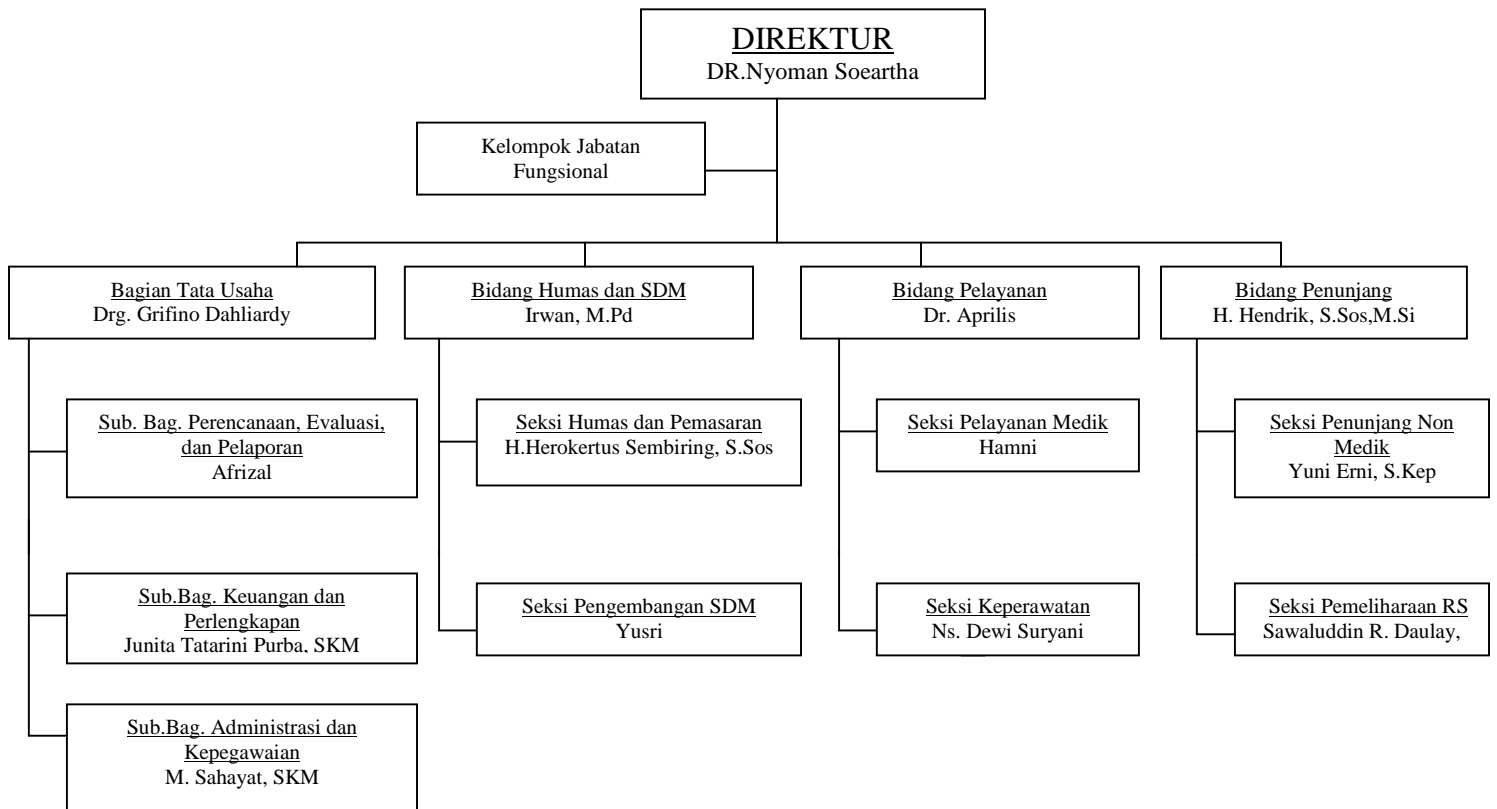 DIREKTUR
DR.Nyoman Soeartha
Kelompok Jabatan
Fungsional
Bagian Tata Usaha
Drg. Grifino Dahliardy
Bidang Humas dan SDM
Irwan, M.Pd
Bidang Pelayanan
Dr. Aprilis
Bidang Penunjang
H. Hendrik, S.Sos,M.Si
Sub. Bag. Perencanaan, Evaluasi,
dan Pelaporan
Afrizal
Seksi Humas dan Pemasaran
H.Herokertus Sembiring, S.Sos
Seksi Pelayanan Medik
Hamni
Seksi Penunjang Non
Medik
Yuni Erni, S.Kep
Sub.Bag. Keuangan dan
Perlengkapan
Junita Tatarini Purba, SKM
Seksi Pengembangan SDM
Yusri
Seksi Keperawatan
Ns. Dewi Suryani
Seksi Pemeliharaan RS
Sawaluddin R. Daulay,
Sub.Bag. Administrasi dan
Kepegawaian
M. Sahayat, SKM